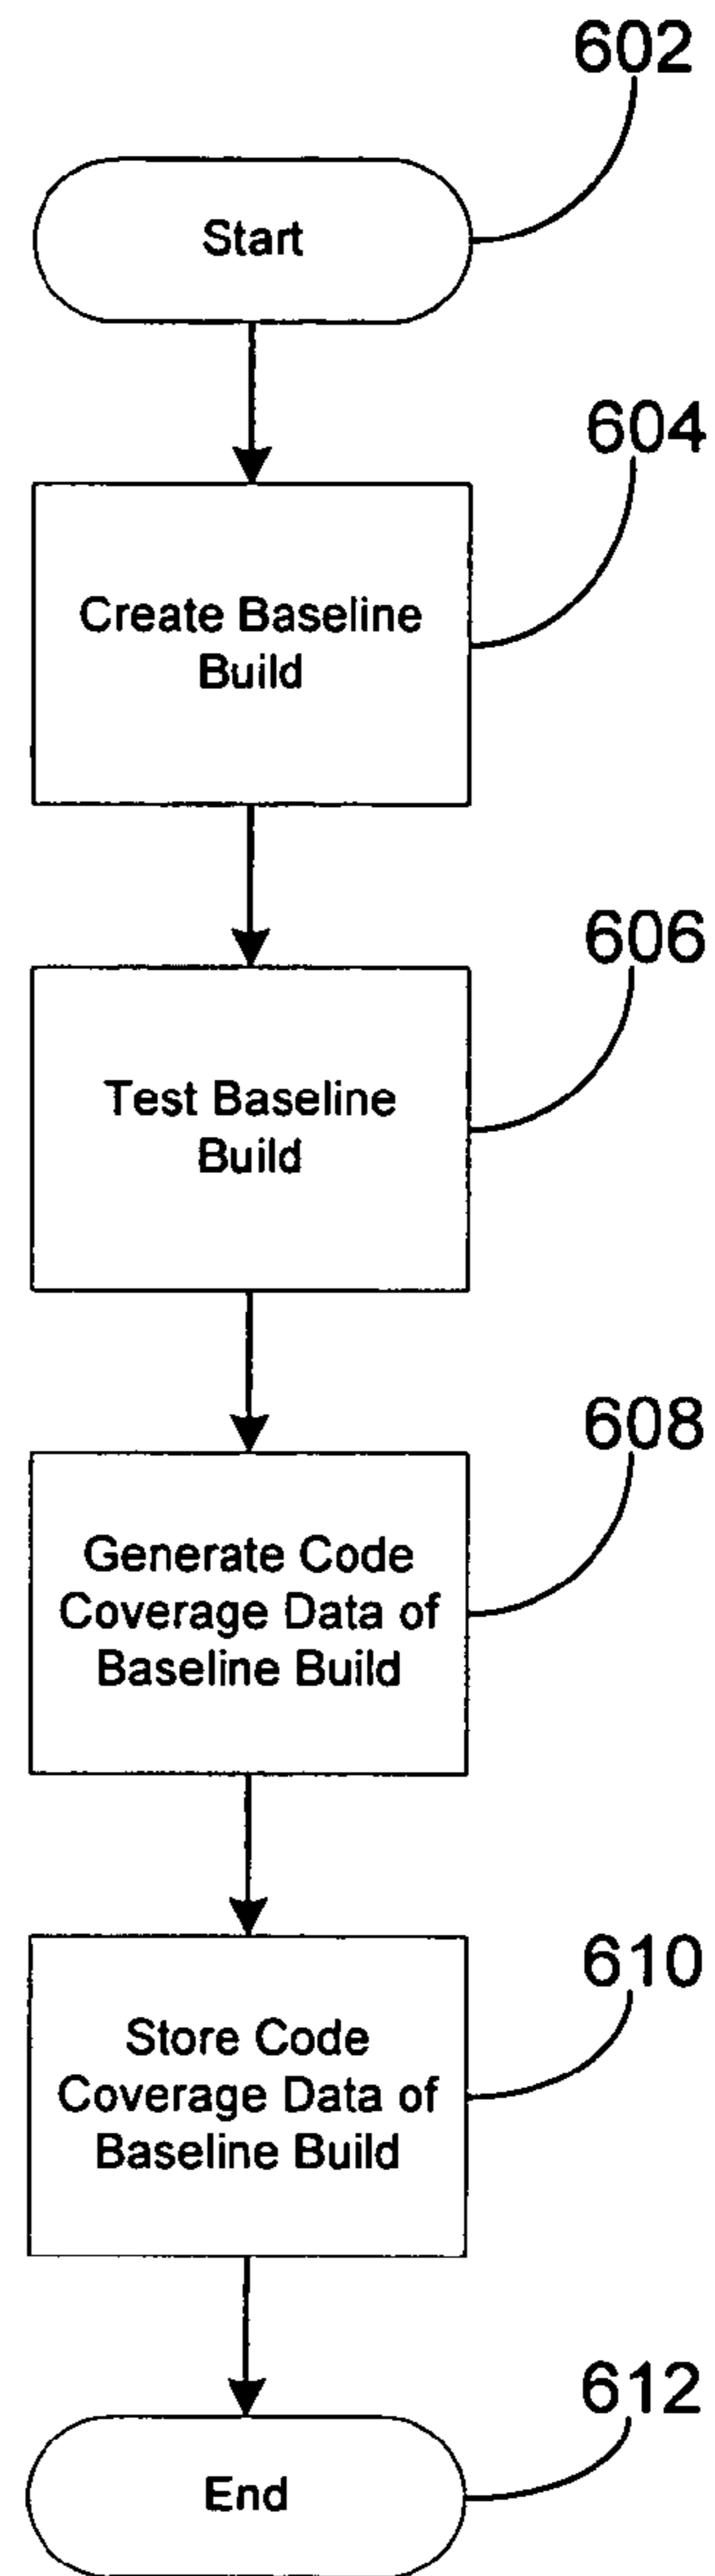 602
Start
604
Create Baseline
Build
606
Test Baseline
Build
608
Generate Code
Coverage Data of
Baseline Build
610
Store Code
Coverage Data of
Baseline Build
612
End